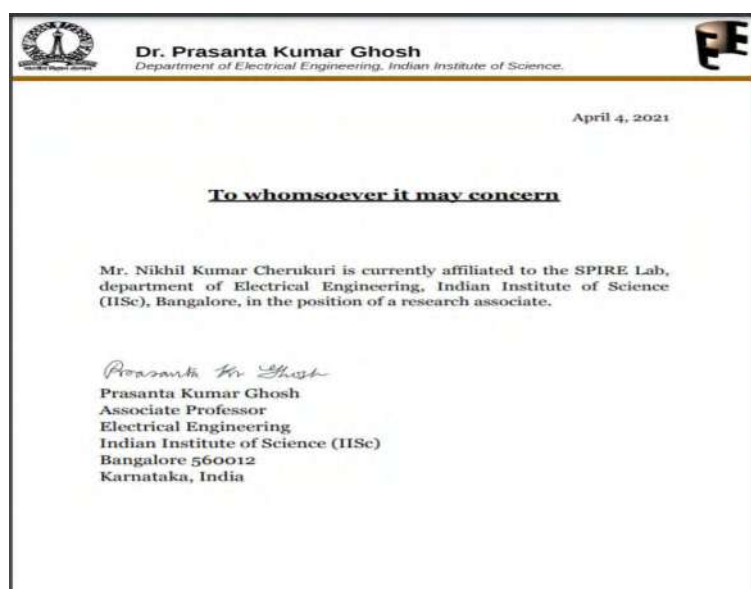 Dr. Prasanta Kumar Ghosh
Department of Electrical Engineering, Indian Institute of Science.
April 4, 2021
To whomsoever it may concern
Mr. Nikhil Kumar Cherukuri is currently affiliated to the SPIRE Lab,
department of Electrical Engineering, Indian Institute of Science
(IISc), Bangalore, in the position of a research associate.
Prasanta Kr Ghosh
Prasanta Kumar Ghosh
Associate Professor
Electrical Engineering
Indian Institute of Science (IISc)
Bangalore 560012
Karnataka, India